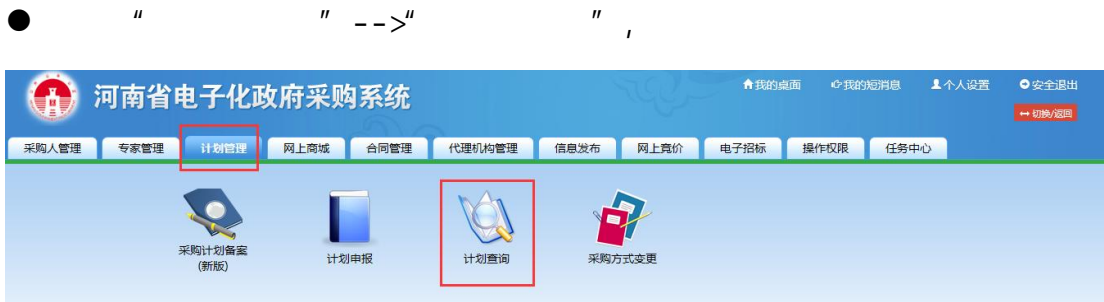 ● “ ” -->“ ”,
河南省电子化政府采购系统
我的桌面 我的短消息 个人设置 安全退出
切换/返回
采购人管理 专家管理 计划管理 网上商城 合同管理 代理机构管理 信息发布 网上竞价 电子招标 操作权限 任务中心
采购计划备案 计划申报 计划查询 采购方式变更
(新版)